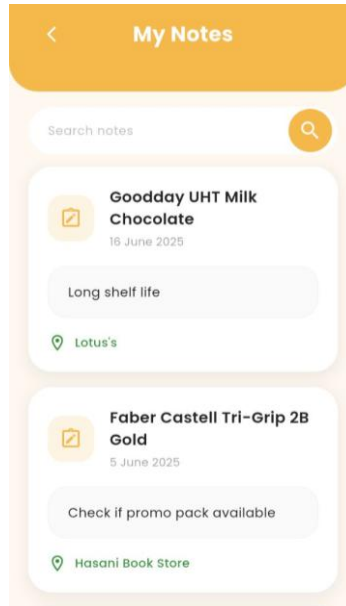 My Notes
Search notes
Goodday UHT Milk
Chocolate
16 June 2025
Long shelf life
Lotus's
Faber Castell Tri-Grip 2B
Gold
5 June 2025
Check if promo pack available
Hasani Book Store